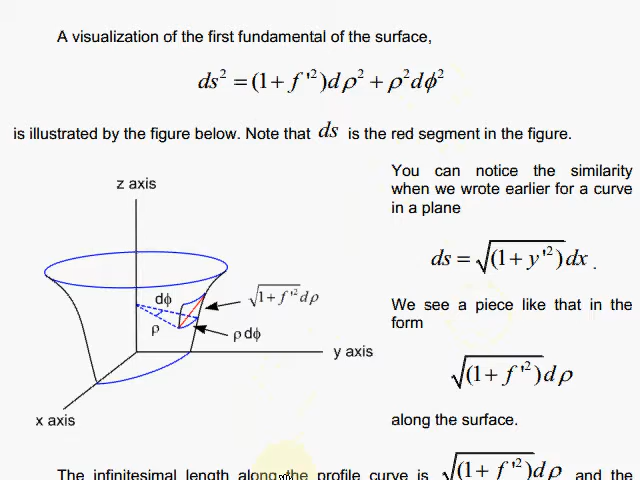 A visualization of the first fundamental of the surface,
ds² = (1 + f'²)dρ² + ρ²dϕ²
is illustrated by the figure below. Note that ds is the red segment in the figure.
You can notice the similarity
when we wrote earlier for a curve
in a plane
ds = √(1 + y'²)dx .
We see a piece like that in the
form
√(1 + f'²)dρ
along the surface.
z axis
dϕ
ρ
√1 + f'² dρ
ρ dϕ
y axis
x axis
The infinitesimal length along the profile curve is √(1 + f'²)dρ and the